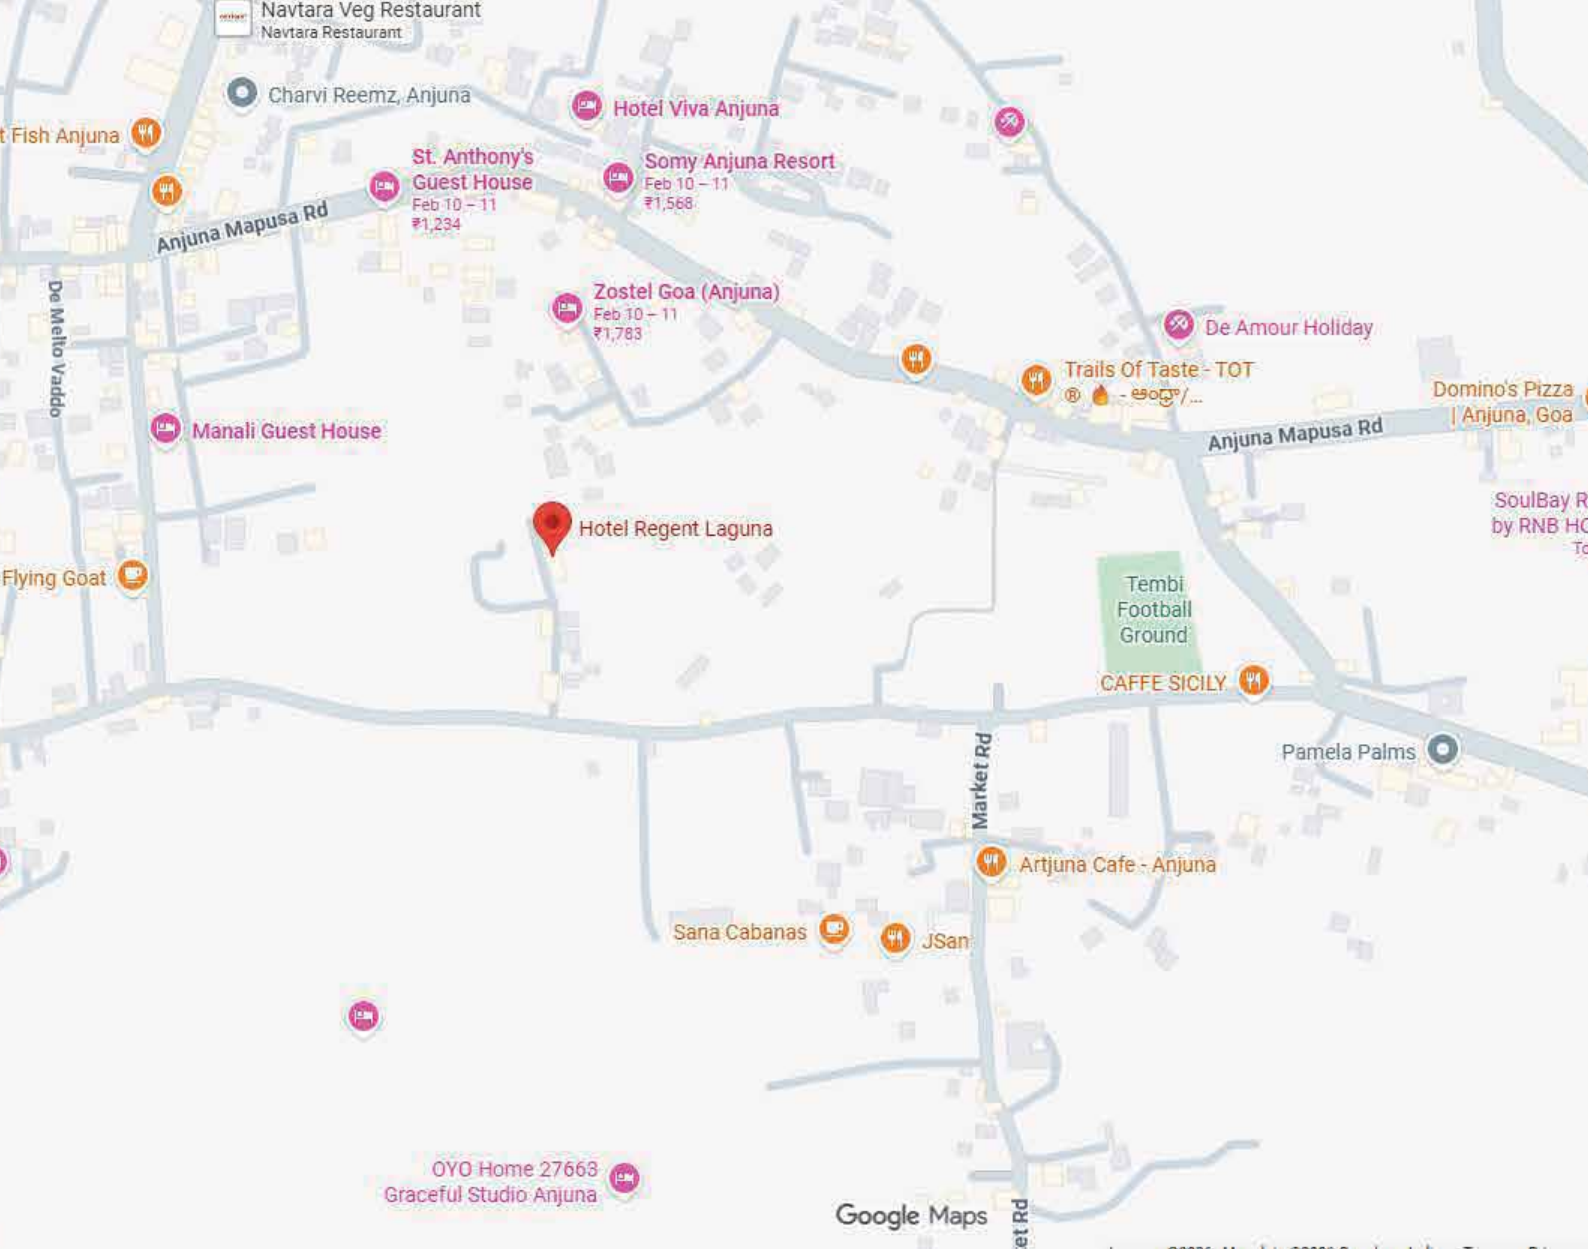 Navtara Veg Restaurant
Navtara Restaurant
Charvi Reemz, Anjuna
Hotel Viva Anjuna
t Fish Anjuna
St. Anthony's
Guest House
Feb 10 – 11
₹1,234
Somy Anjuna Resort
Feb 10 – 11
₹1,568
Anjuna Mapusa Rd
De Mello Vaddo
Zostel Goa (Anjuna)
Feb 10 – 11
₹1,783
De Amour Holiday
Trails Of Taste - TOT
® 🔥 - ఆంధ్రా/...
Domino's Pizza
| Anjuna, Goa
Anjuna Mapusa Rd
Manali Guest House
SoulBay R
by RNB HO
To
Hotel Regent Laguna
Flying Goat
Tembi
Football
Ground
CAFFE SICILY
Pamela Palms
Market Rd
Artjuna Cafe - Anjuna
Sana Cabanas
JSan
OYO Home 27663
Graceful Studio Anjuna
Google Maps
ket Rd